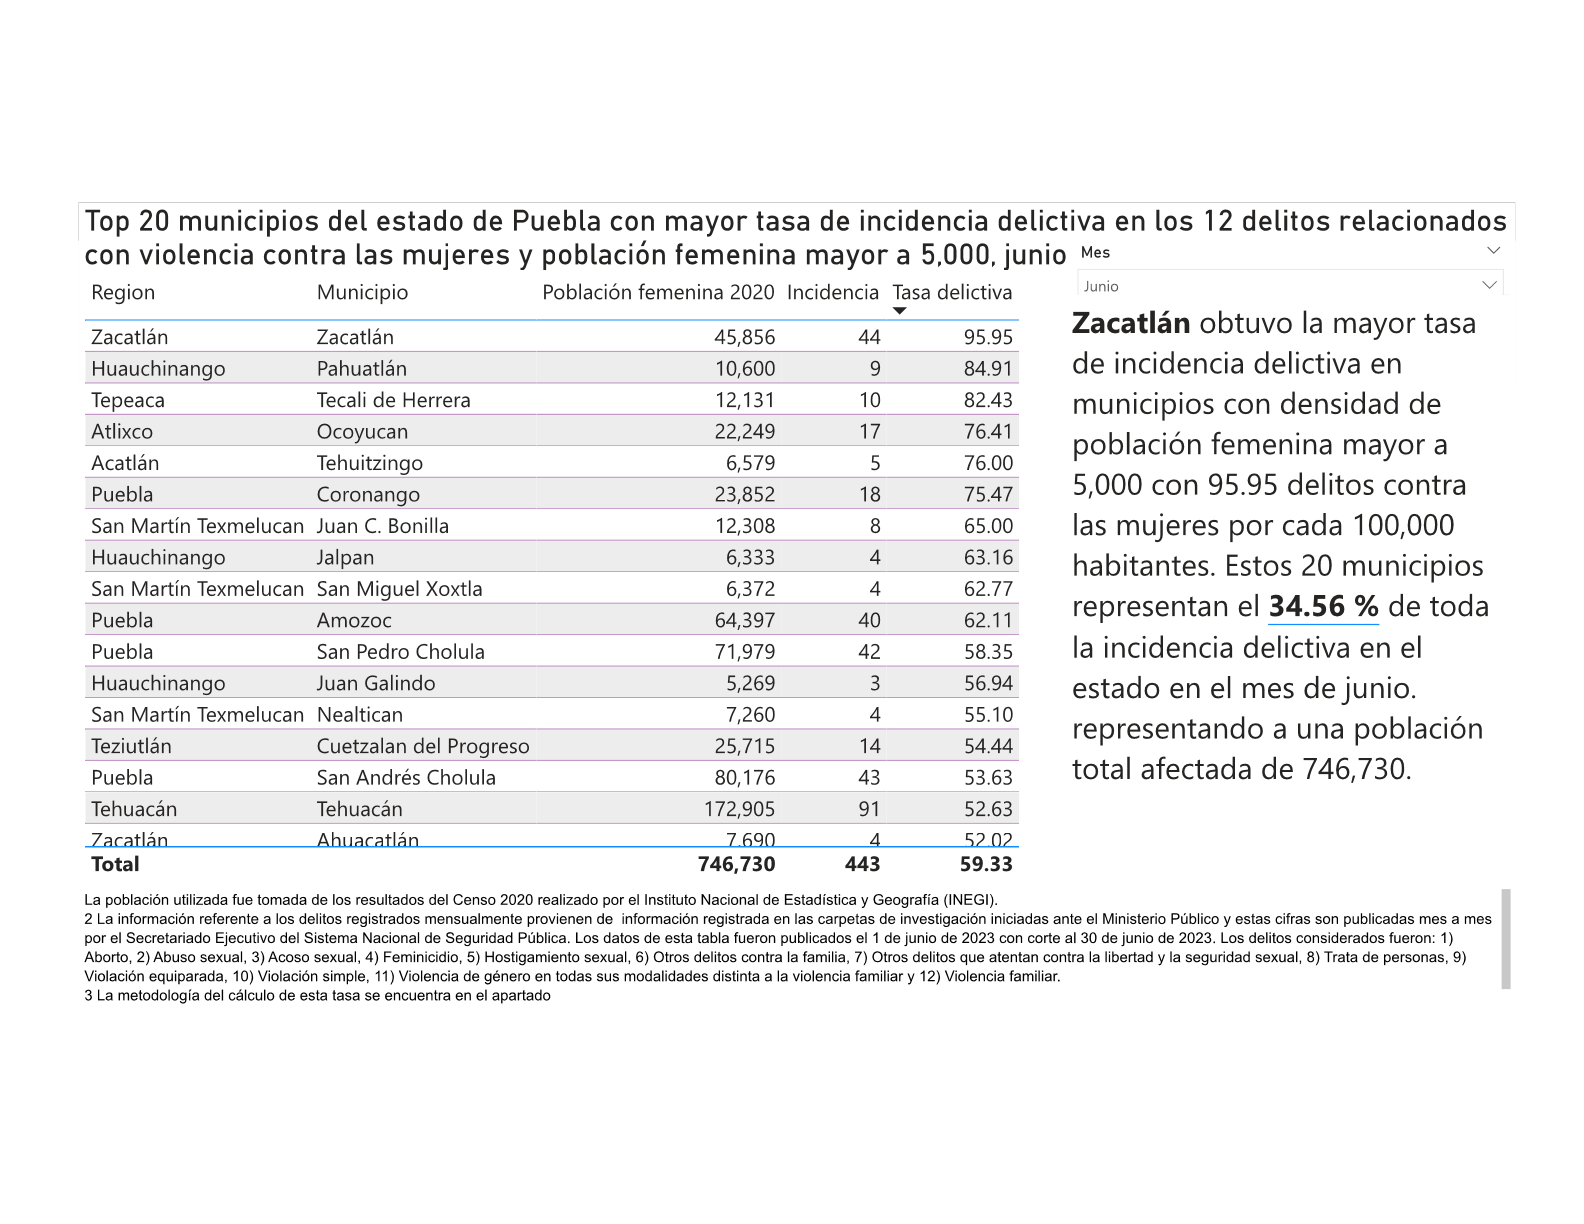 Top 20 municipios del estado de Puebla con mayor tasa de incidencia delictiva en los 12 delitos relacionados
con violencia contra las mujeres y población femenina mayor a 5,000, junio
Mes
Junio
Region Municipio Población femenina 2020 Incidencia Tasa delictiva
Zacatlán Zacatlán 45,856 44 95.95
Huauchinango Pahuatlán 10,600 9 84.91
Tepeaca Tecali de Herrera 12,131 10 82.43
Atlixco Ocoyucan 22,249 17 76.41
Acatlán Tehuitzingo 6,579 5 76.00
Puebla Coronango 23,852 18 75.47
San Martín Texmelucan Juan C. Bonilla 12,308 8 65.00
Huauchinango Jalpan 6,333 4 63.16
San Martín Texmelucan San Miguel Xoxtla 6,372 4 62.77
Puebla Amozoc 64,397 40 62.11
Puebla San Pedro Cholula 71,979 42 58.35
Huauchinango Juan Galindo 5,269 3 56.94
San Martín Texmelucan Nealtican 7,260 4 55.10
Teziutlán Cuetzalan del Progreso 25,715 14 54.44
Puebla San Andrés Cholula 80,176 43 53.63
Tehuacán Tehuacán 172,905 91 52.63
Zacatlán Ahuacatlán 7,690 4 52.02
Total 746,730 443 59.33
Zacatlán obtuvo la mayor tasa
de incidencia delictiva en
municipios con densidad de
población femenina mayor a
5,000 con 95.95 delitos contra
las mujeres por cada 100,000
habitantes. Estos 20 municipios
representan el 34.56 % de toda
la incidencia delictiva en el
estado en el mes de junio.
representando a una población
total afectada de 746,730.
La población utilizada fue tomada de los resultados del Censo 2020 realizado por el Instituto Nacional de Estadística y Geografía (INEGI).
2 La información referente a los delitos registrados mensualmente provienen de información registrada en las carpetas de investigación iniciadas ante el Ministerio Público y estas cifras son publicadas mes a mes
por el Secretariado Ejecutivo del Sistema Nacional de Seguridad Pública. Los datos de esta tabla fueron publicados el 1 de junio de 2023 con corte al 30 de junio de 2023. Los delitos considerados fueron: 1)
Aborto, 2) Abuso sexual, 3) Acoso sexual, 4) Feminicidio, 5) Hostigamiento sexual, 6) Otros delitos contra la familia, 7) Otros delitos que atentan contra la libertad y la seguridad sexual, 8) Trata de personas, 9)
Violación equiparada, 10) Violación simple, 11) Violencia de género en todas sus modalidades distinta a la violencia familiar y 12) Violencia familiar.
3 La metodología del cálculo de esta tasa se encuentra en el apartado